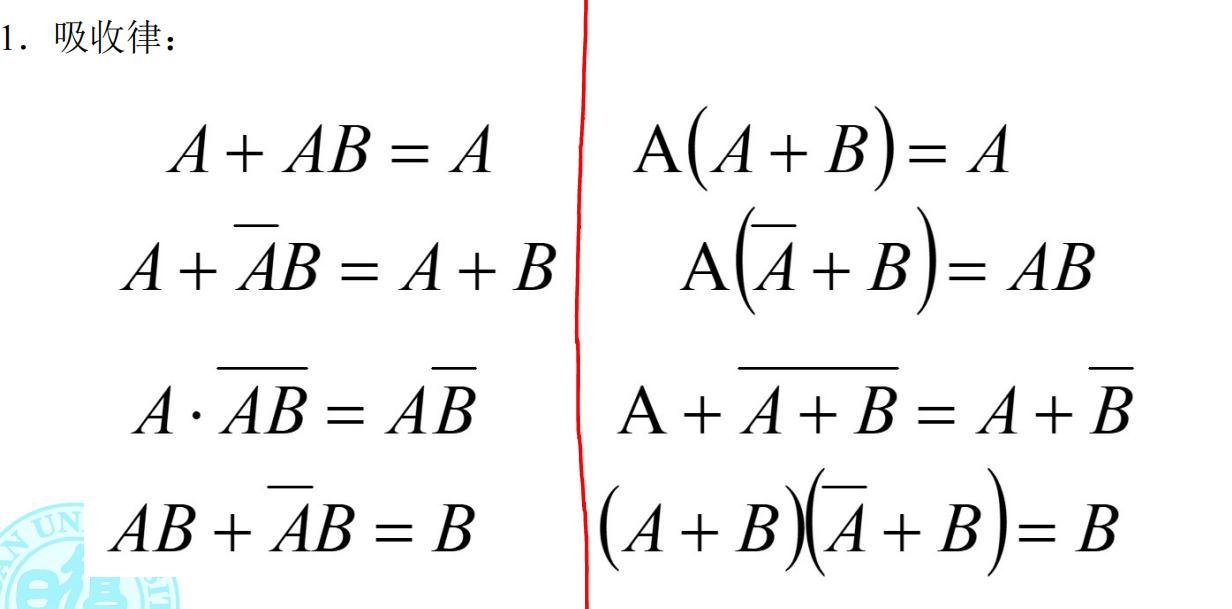 1. 吸收律：
A + AB = A
A + A̅B = A + B
A · A̅B̅ = AB̅
AB + A̅B = B
A(A + B) = A
A(A̅ + B) = AB
A + A̅ ̅+̅ ̅B̅ = A + B̅
(A + B)(A̅ + B) = B